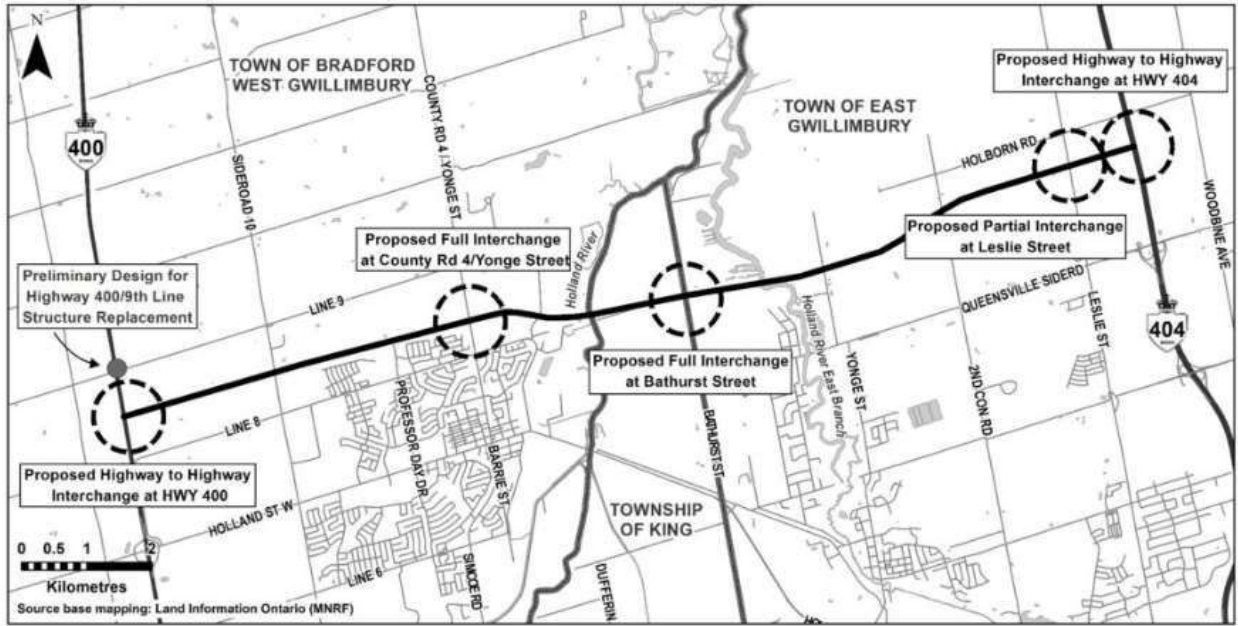 N
TOWN OF BRADFORD
WEST GWILLIMBURY
COUNTY RD 4 / YONGE ST.
400
SIDEROAD 10
TOWN OF EAST
GWILLIMBURY
Proposed Highway to Highway
Interchange at HWY 404
HOLBORN RD
WOODBINE AVE
Proposed Partial Interchange
at Leslie Street
Proposed Full Interchange
at County Rd 4/Yonge Street
Holland River
Preliminary Design for
Highway 400/9th Line
Structure Replacement
LINE 9
QUEENSVILLE SIDERD
LESLIE ST
404
Proposed Full Interchange
at Bathurst Street
Holland River East Branch
YONGE ST.
2ND CON RD
LINE 8
PROFESSOR DAY DR
BARRIE ST
BATHURST ST.
Proposed Highway to Highway
Interchange at HWY 400
HOLLAND ST W
TOWNSHIP
OF KING
LINE 6
SIMCOE RD
DUFFERIN
0 0.5 1 2
Kilometres
Source base mapping: Land Information Ontario (MNRF)